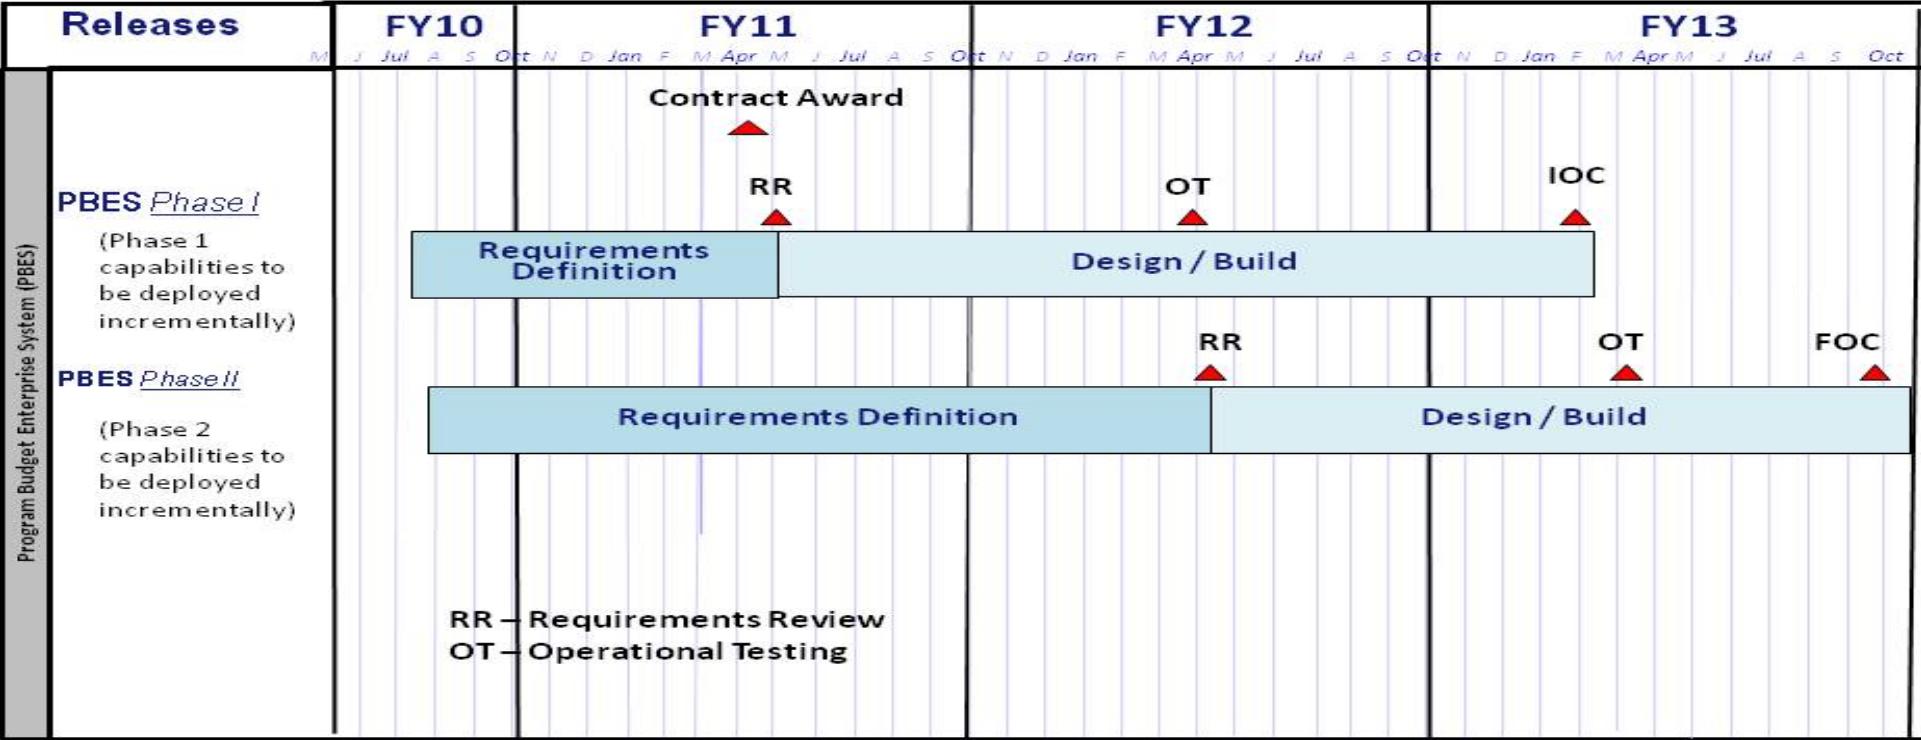 Releases
FY10 FY11 FY12 FY13
M J Jul A S Oct N D Jan F M Apr M J Jul A S Oct N D Jan F M Apr M J Jul A S Oct N D Jan F M Apr M J Jul A S Oct
Contract Award
RR OT IOC
PBES Phase I
(Phase 1
capabilities to
be deployed
incrementally)
Requirements
Definition
Design / Build
RR OT FOC
PBES Phase II
(Phase 2
capabilities to
be deployed
incrementally)
Requirements Definition
Design / Build
Program Budget Enterprise System (PBES)
RR – Requirements Review
OT – Operational Testing